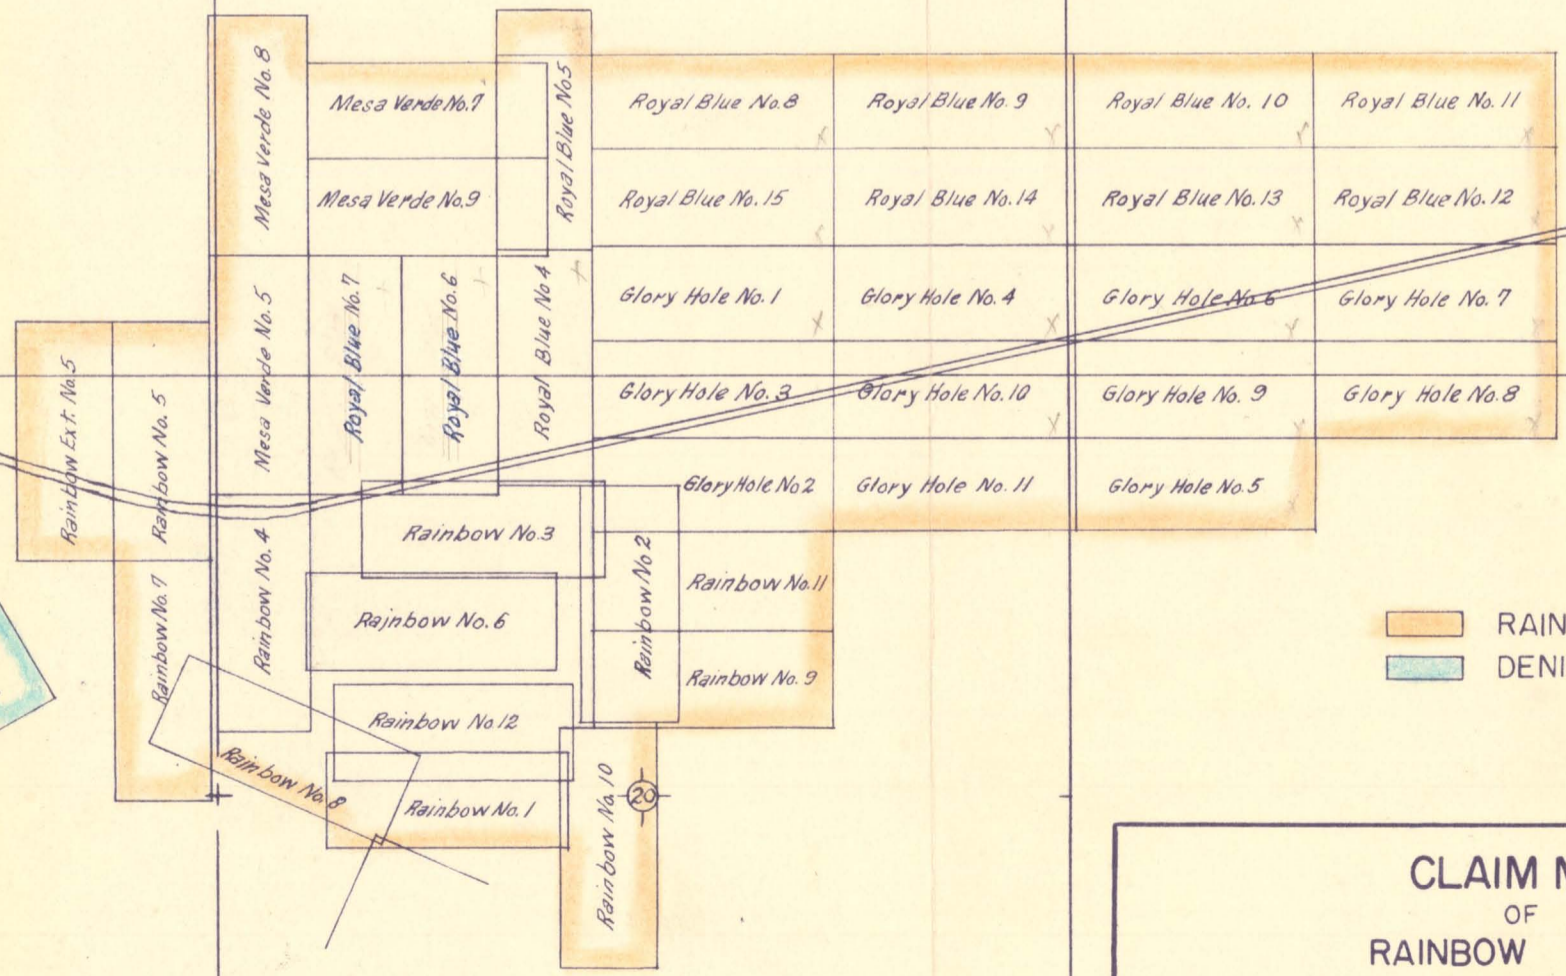 Mesa Verde No. 8
Mesa Verde No. 7
Royal Blue No 5
Royal Blue No. 8
Royal Blue No. 9
Royal Blue No. 10
Royal Blue No. 11
Mesa Verde No. 9
Royal Blue No. 15
Royal Blue No. 14
Royal Blue No. 13
Royal Blue No. 12
Mesa Verde No. 5
Royal Blue No. 7
Royal Blue No. 6
Royal Blue No 4
Glory Hole No. 1
Glory Hole No. 4
Glory Hole No 6
Glory Hole No. 7
Rainbow Ext. No. 5
Rainbow No. 5
Glory Hole No. 3
Glory Hole No. 10
Glory Hole No. 9
Glory Hole No. 8
Glory Hole No 2
Glory Hole No. 11
Glory Hole No. 5
Rainbow No. 7
Rainbow No. 4
Rainbow No. 3
Rainbow No 2
Rainbow No. 11
Rainbow No. 6
Rainbow No. 9
Rainbow No. 12
Rainbow No. 8
Rainbow No. 1
Rainbow No. 10
20
RAIN
DENI
CLAIM M
OF
RAINBOW